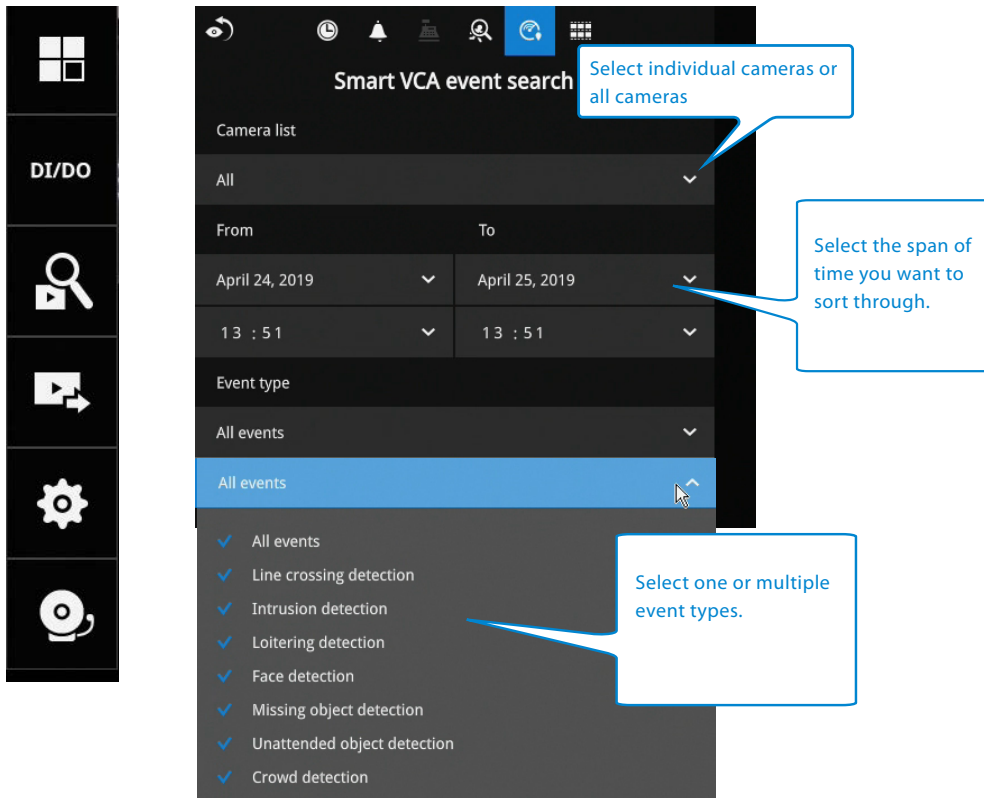 DI/DO
Smart VCA event search
Select individual cameras or
all cameras
Camera list
All
From To
April 24, 2019 April 25, 2019
13 : 51 13 : 51
Select the span of
time you want to
sort through.
Event type
All events
All events
All events
Line crossing detection
Intrusion detection
Loitering detection
Face detection
Missing object detection
Unattended object detection
Crowd detection
Select one or multiple
event types.